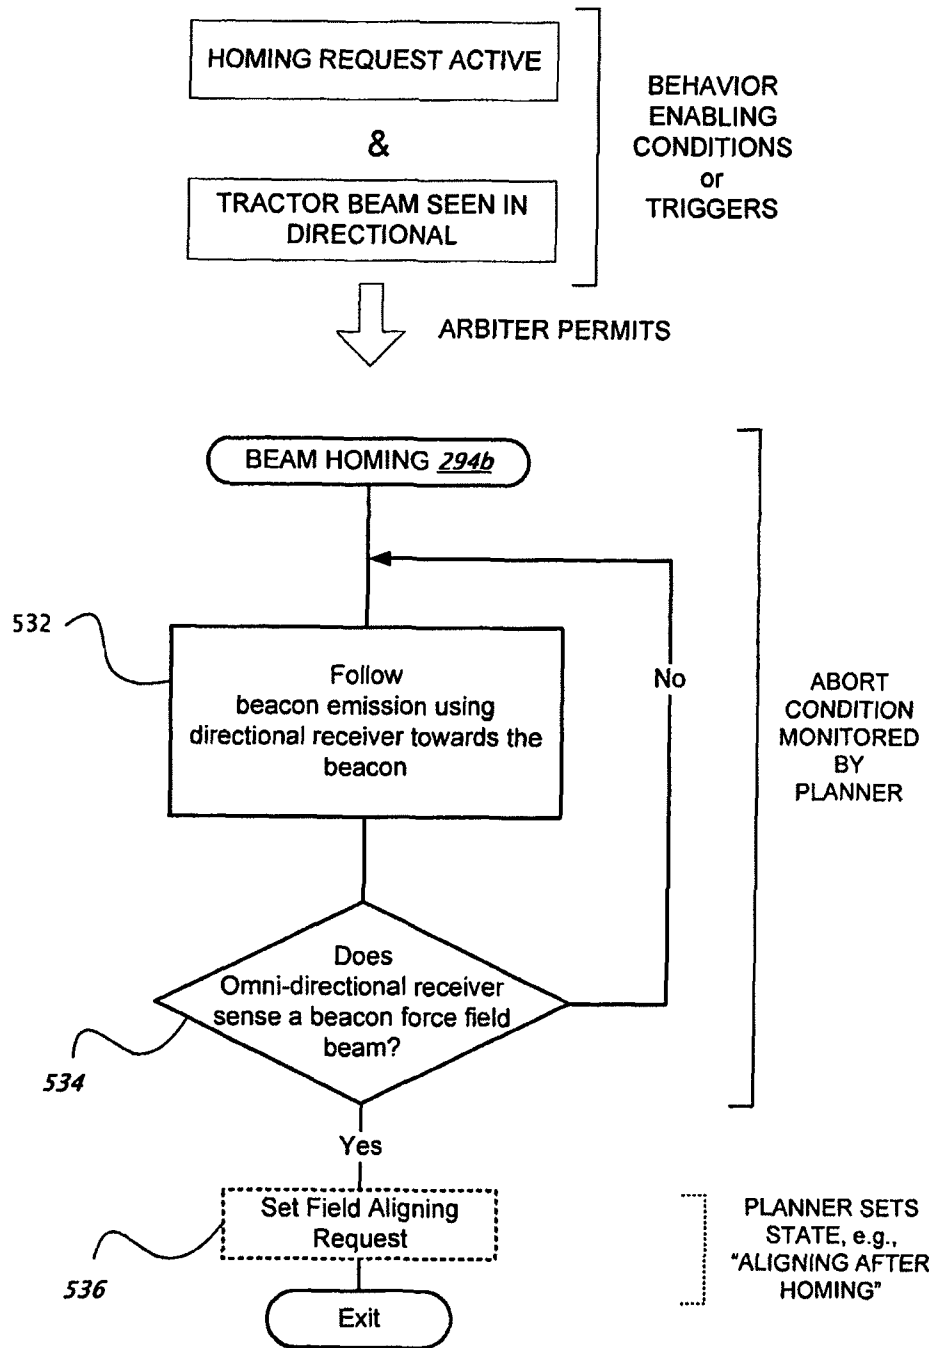 HOMING REQUEST ACTIVE
&
TRACTOR BEAM SEEN IN
DIRECTIONAL
BEHAVIOR
ENABLING
CONDITIONS
or
TRIGGERS
ARBITER PERMITS
BEAM HOMING 294b
532
Follow
beacon emission using
directional receiver towards the
beacon
No
ABORT
CONDITION
MONITORED
BY
PLANNER
Does
Omni-directional receiver
sense a beacon force field
beam?
534
Yes
Set Field Aligning
Request
536
Exit
PLANNER SETS
STATE, e.g.,
"ALIGNING AFTER
HOMING"